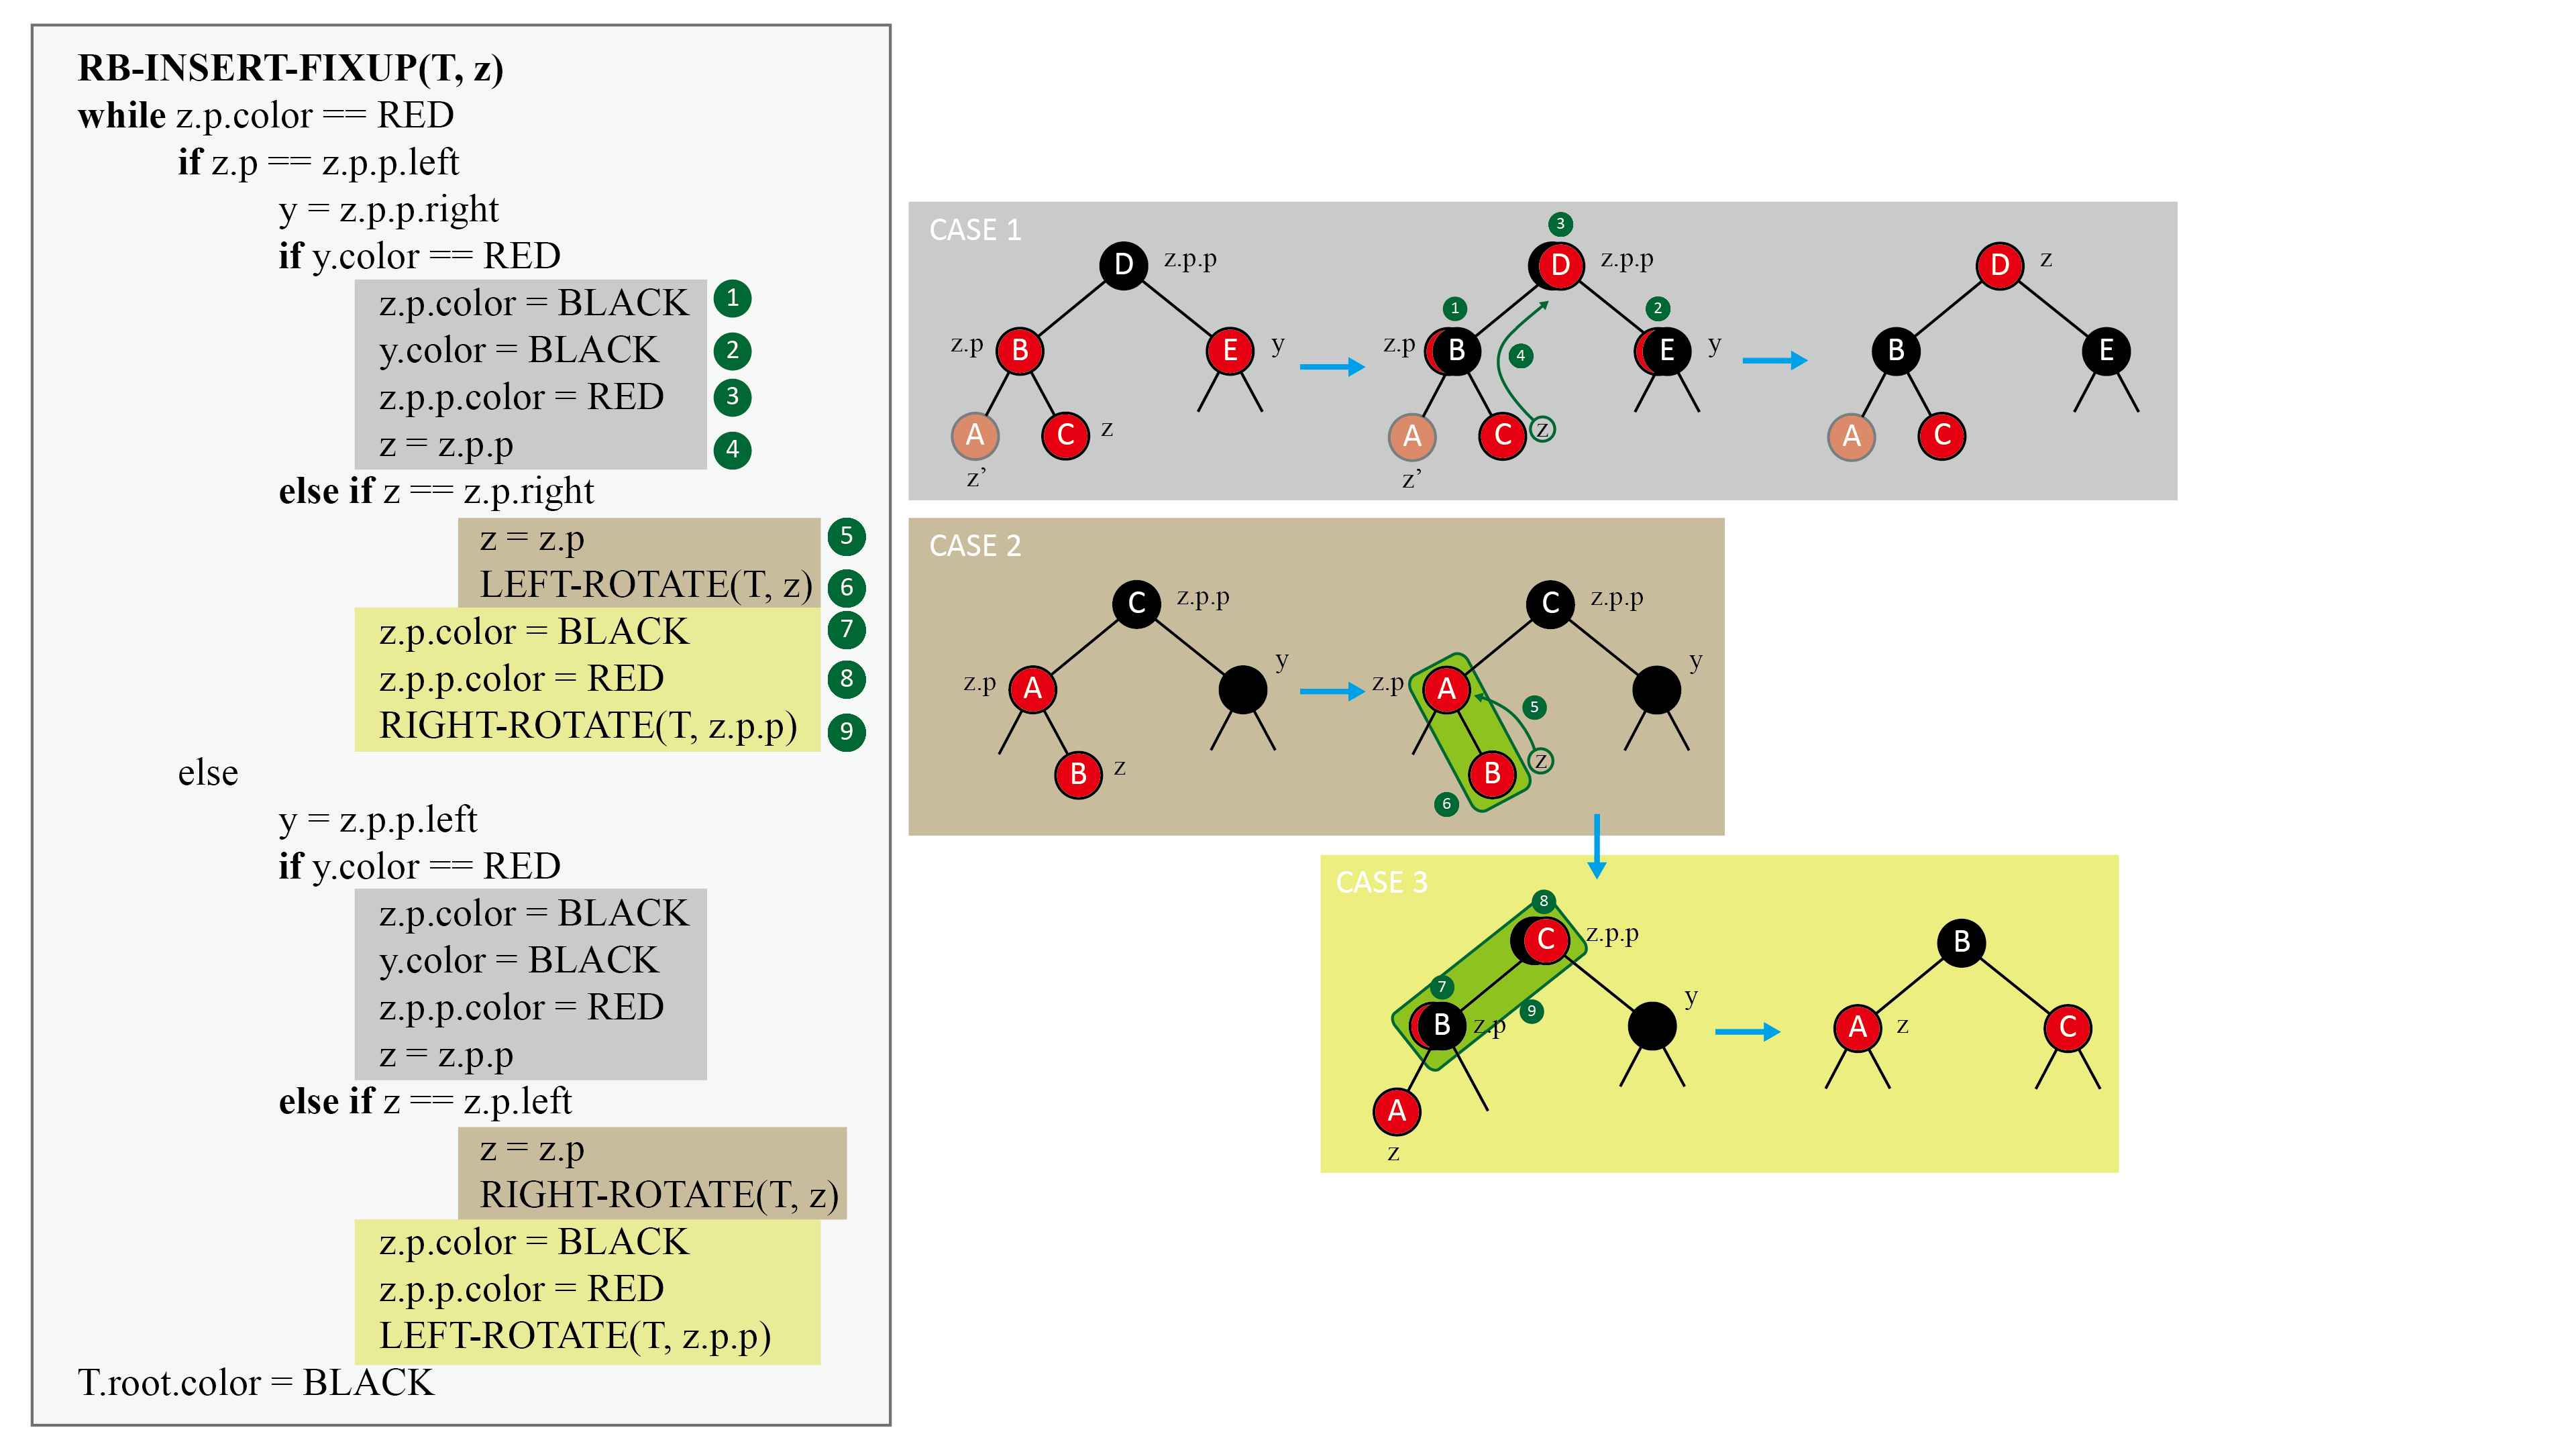 RB-INSERT-FIXUP(T, z)
while z.p.color == RED
if z.p == z.p.p.left
y = z.p.p.right
if y.color == RED
z.p.color = BLACK 1
y.color = BLACK 2
z.p.p.color = RED 3
z = z.p.p 4
else if z == z.p.right
z = z.p 5
LEFT-ROTATE(T, z) 6
z.p.color = BLACK 7
z.p.p.color = RED 8
RIGHT-ROTATE(T, z.p.p) 9
else
y = z.p.p.left
if y.color == RED
z.p.color = BLACK
y.color = BLACK
z.p.p.color = RED
z = z.p.p
else if z == z.p.left
z = z.p
RIGHT-ROTATE(T, z)
z.p.color = BLACK
z.p.p.color = RED
LEFT-ROTATE(T, z.p.p)
T.root.color = BLACK
CASE 1
D z.p.p
z.p B E y
A C z
z’
3
D z.p.p
1 2
z.p B 4 E y
A C z
z’
D z
B E
A C
CASE 2
C z.p.p
y
z.p A
B z
C z.p.p
y
z.p A 5
B z
6
CASE 3
8
C z.p.p
7 y
B z.p 9
A
z
B
A z C